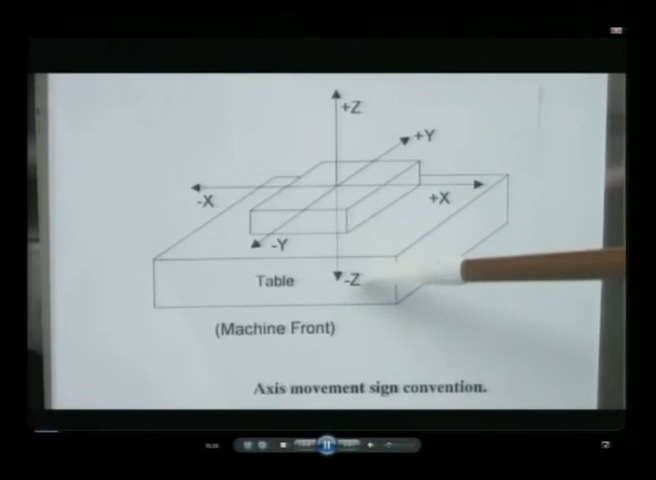 +Z
+Y
-X
+X
-Y
Table
-Z
(Machine Front)
Axis movement sign convention.